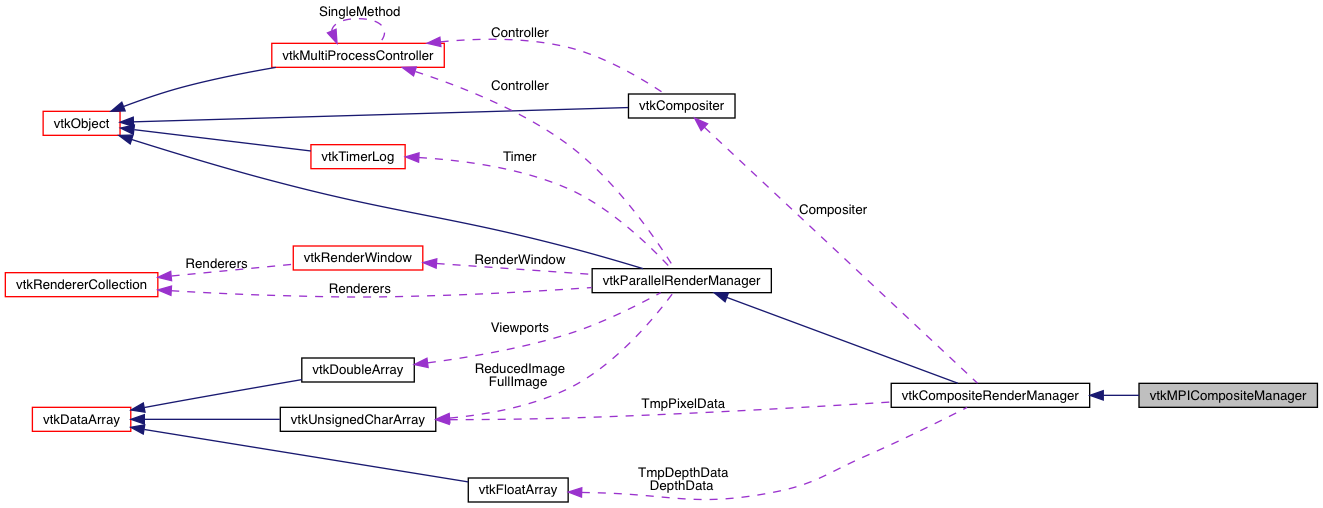 SingleMethod
Controller
vtkMultiProcessController
Controller
vtkCompositer
vtkObject
vtkTimerLog
Timer
Compositer
vtkRenderWindow
RenderWindow
Renderers
vtkRendererCollection
Renderers
vtkParallelRenderManager
Viewports
vtkDoubleArray
ReducedImage
FullImage
vtkDataArray
vtkUnsignedCharArray
TmpPixelData
vtkCompositeRenderManager
vtkMPICompositeManager
TmpDepthData
DepthData
vtkFloatArray